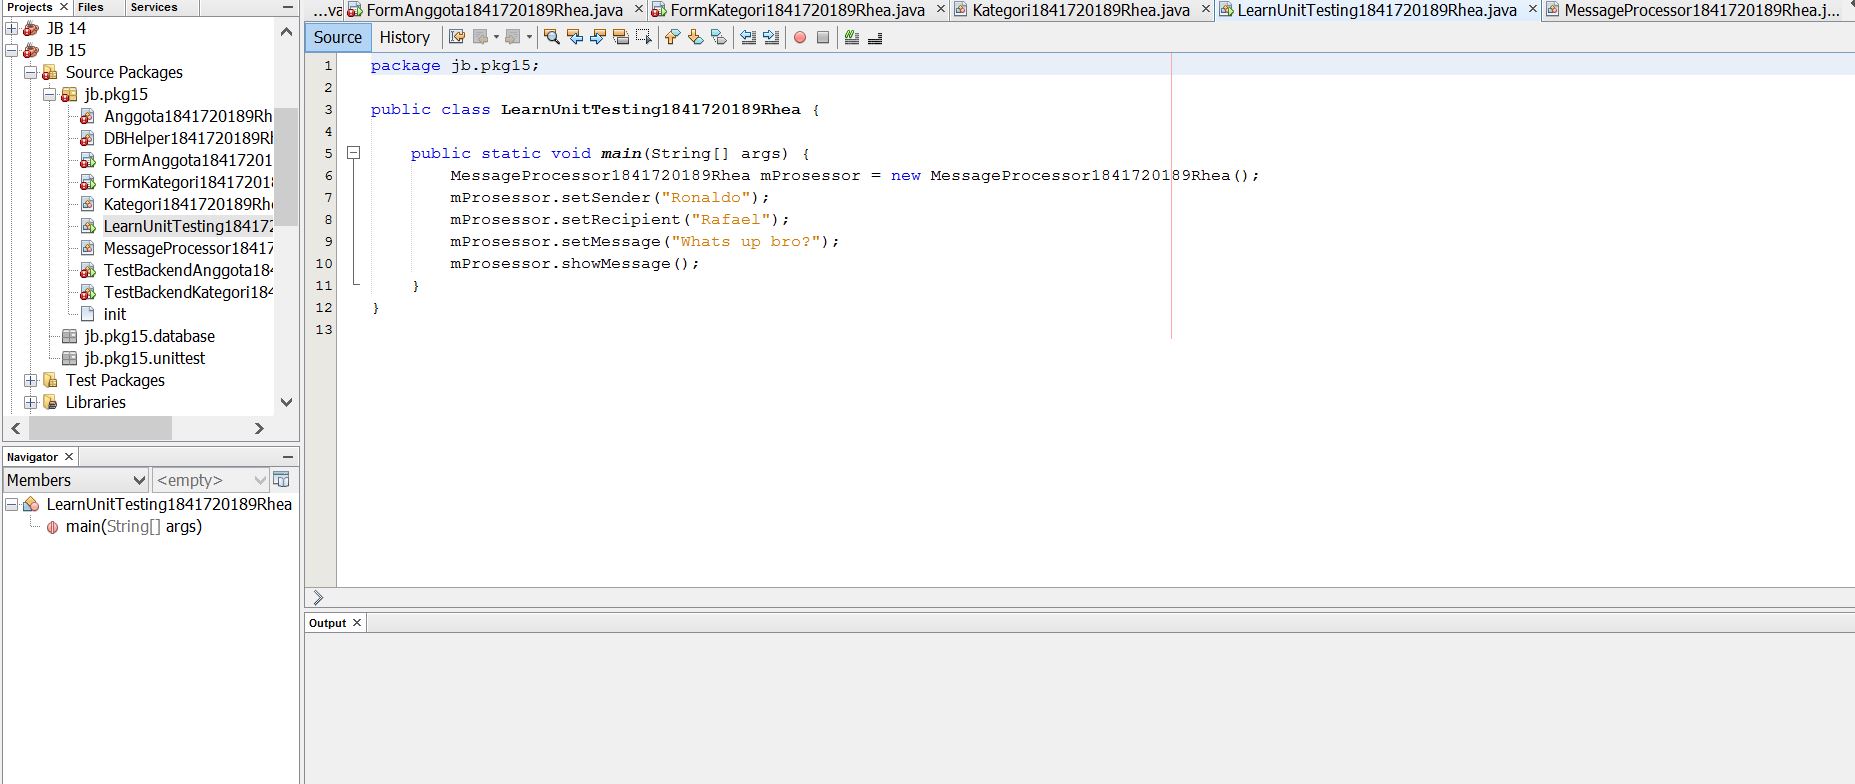 Projects Files Services
JB 14
JB 15
Source Packages
jb.pkg15
Anggota1841720189Rh
DBHelper1841720189Rh
FormAnggota18417201
FormKategori18417201
Kategori1841720189Rh
LearnUnitTesting18417
MessageProcessor18417
TestBackendAnggota184
TestBackendKategori184
init
jb.pkg15.database
jb.pkg15.unittest
Test Packages
Libraries
Navigator
Members <empty>
LearnUnitTesting1841720189Rhea
main(String[] args)
...va FormAnggota1841720189Rhea.java FormKategori1841720189Rhea.java Kategori1841720189Rhea.java LearnUnitTesting1841720189Rhea.java MessageProcessor1841720189Rhea.j...
Source History
1 package jb.pkg15;
2
3 public class LearnUnitTesting1841720189Rhea {
4
5 public static void main(String[] args) {
6 MessageProcessor1841720189Rhea mProsessor = new MessageProcessor1841720189Rhea();
7 mProsessor.setSender("Ronaldo");
8 mProsessor.setRecipient("Rafael");
9 mProsessor.setMessage("Whats up bro?");
10 mProsessor.showMessage();
11 }
12 }
13
Output